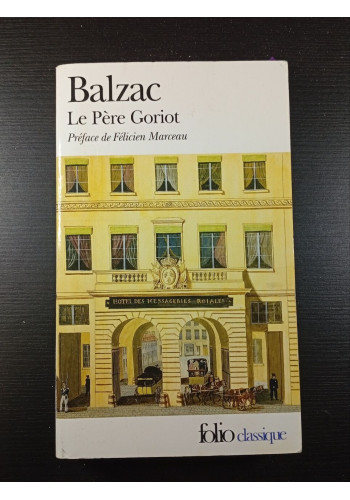 Balzac
Le Père Goriot
Préface de Félicien Marceau
HOTEL DES MESSAGERIES ROYALES
folio classique